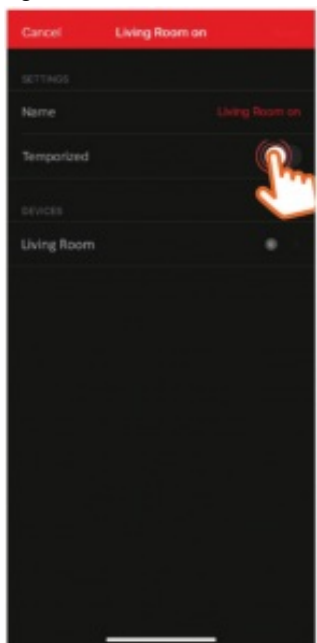 Cancel Living Room on
SETTINGS
Name Living Room on
Temporized
DEVICES
Living Room